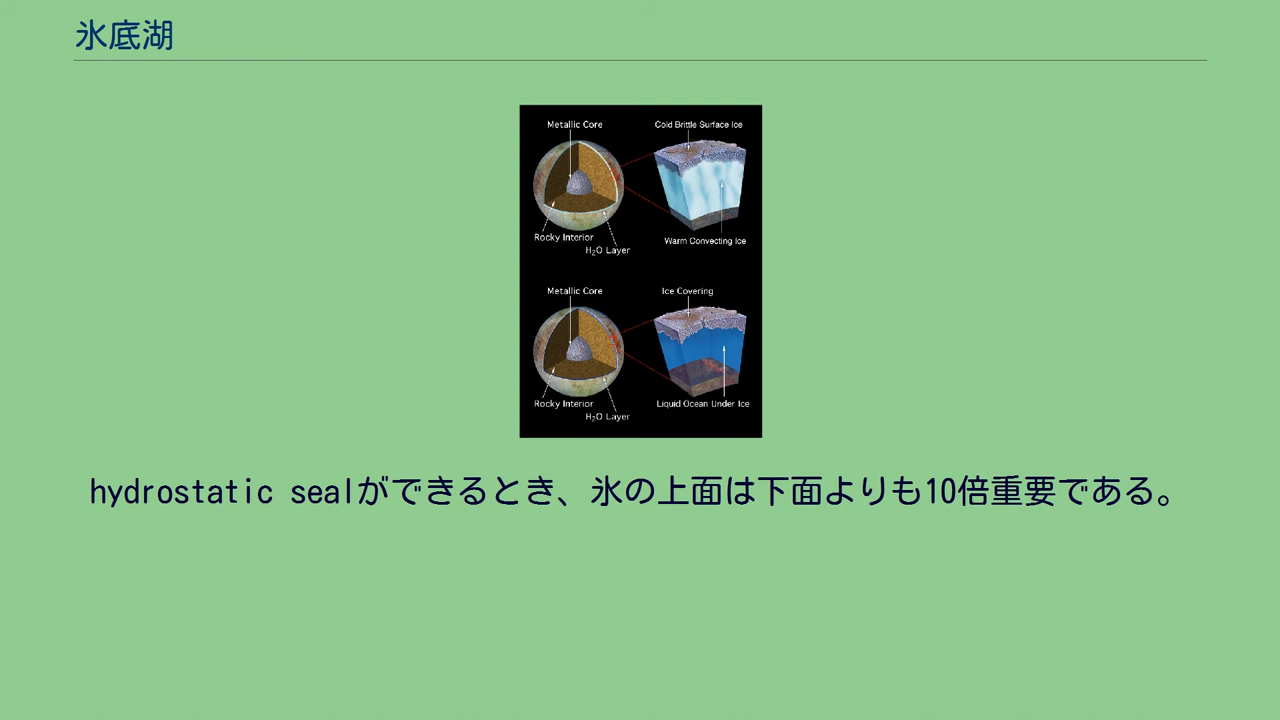 氷底湖
Metallic Core
Cold Brittle Surface Ice
Rocky Interior
H₂O Layer
Warm Convecting Ice
Metallic Core
Ice Covering
Rocky Interior
H₂O Layer
Liquid Ocean Under Ice
hydrostatic sealができるとき、氷の上面は下面よりも10倍重要である。